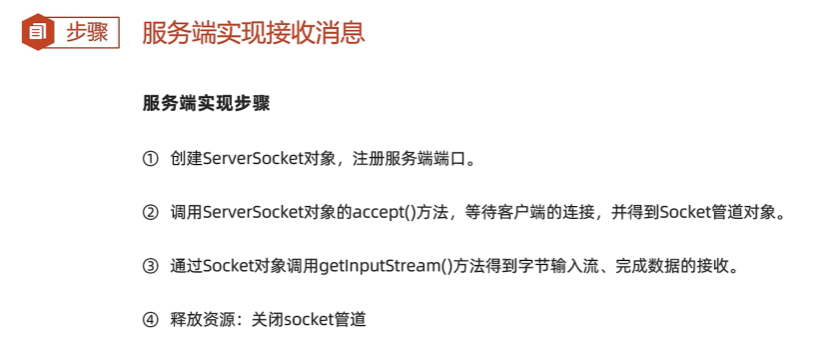 步骤 服务端实现接收消息
服务端实现步骤
① 创建ServerSocket对象，注册服务端端口。
② 调用ServerSocket对象的accept()方法，等待客户端的连接，并得到Socket管道对象。
③ 通过Socket对象调用getInputStream()方法得到字节输入流、完成数据的接收。
④ 释放资源：关闭socket管道